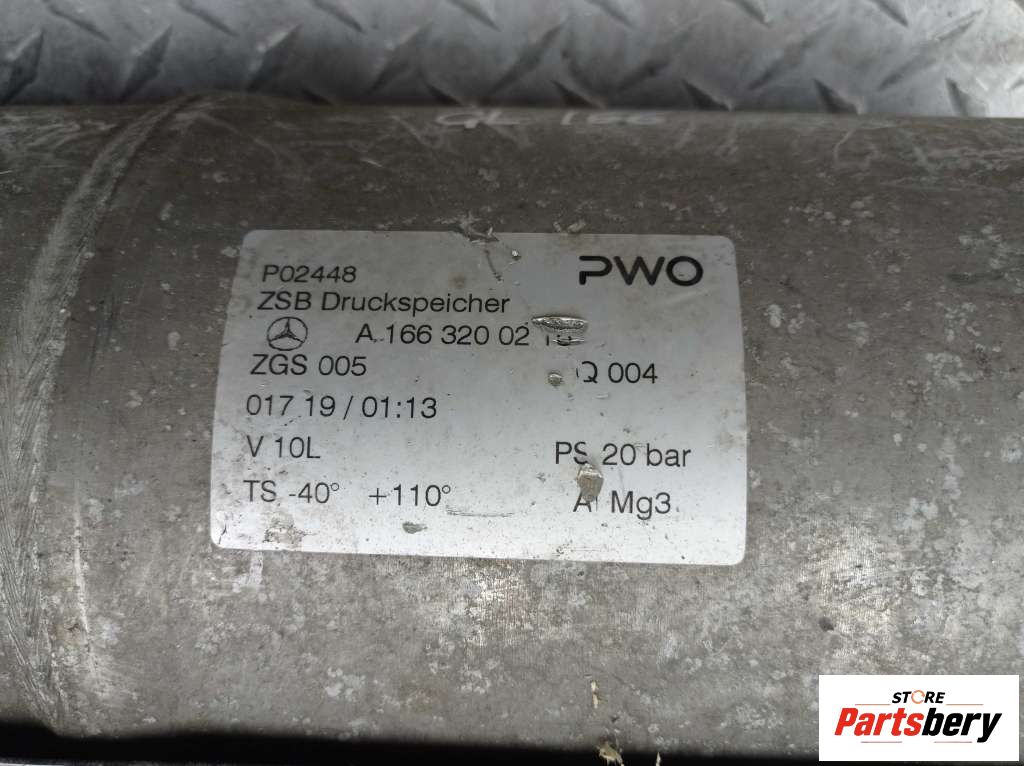 P02448
PWO
ZSB Druckspeicher
A 166 320 02
ZGS 005
Q 004
017 19 / 01:13
V 10L
PS 20 bar
TS -40° +110°
Al Mg3
STORE
Partsbery